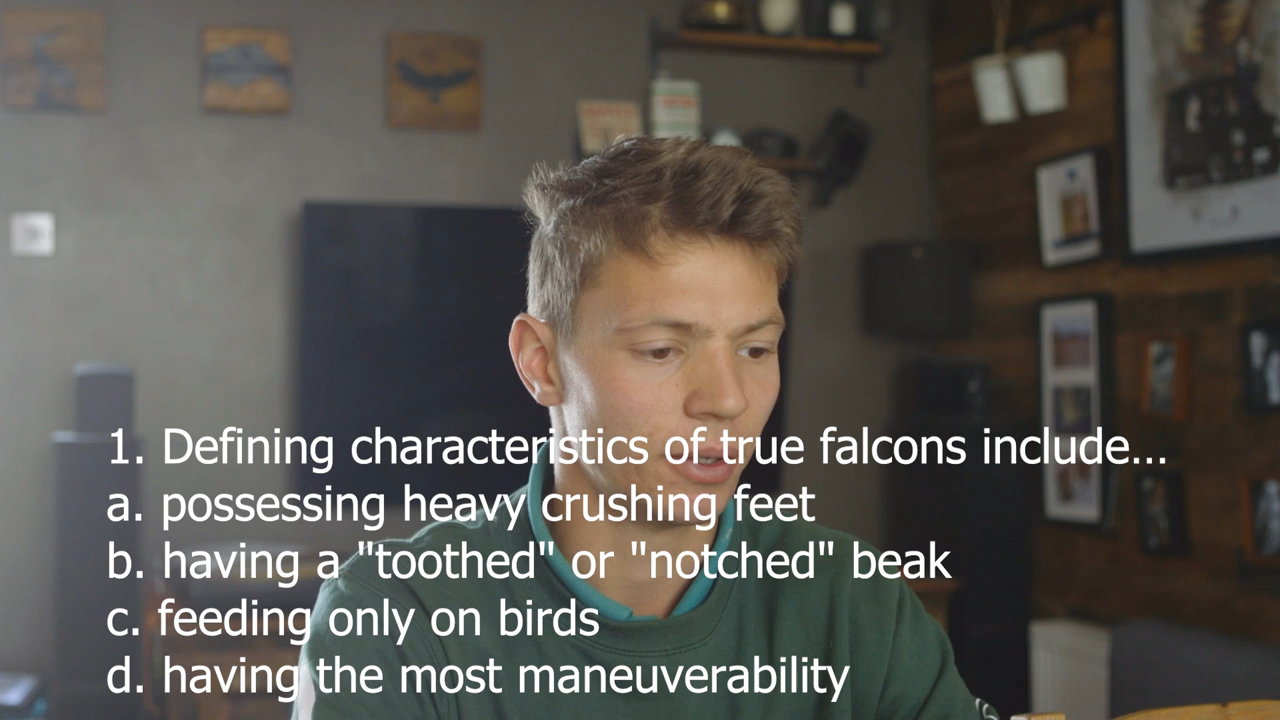 1. Defining characteristics of true falcons include...
a. possessing heavy crushing feet
b. having a "toothed" or "notched" beak
c. feeding only on birds
d. having the most maneuverability